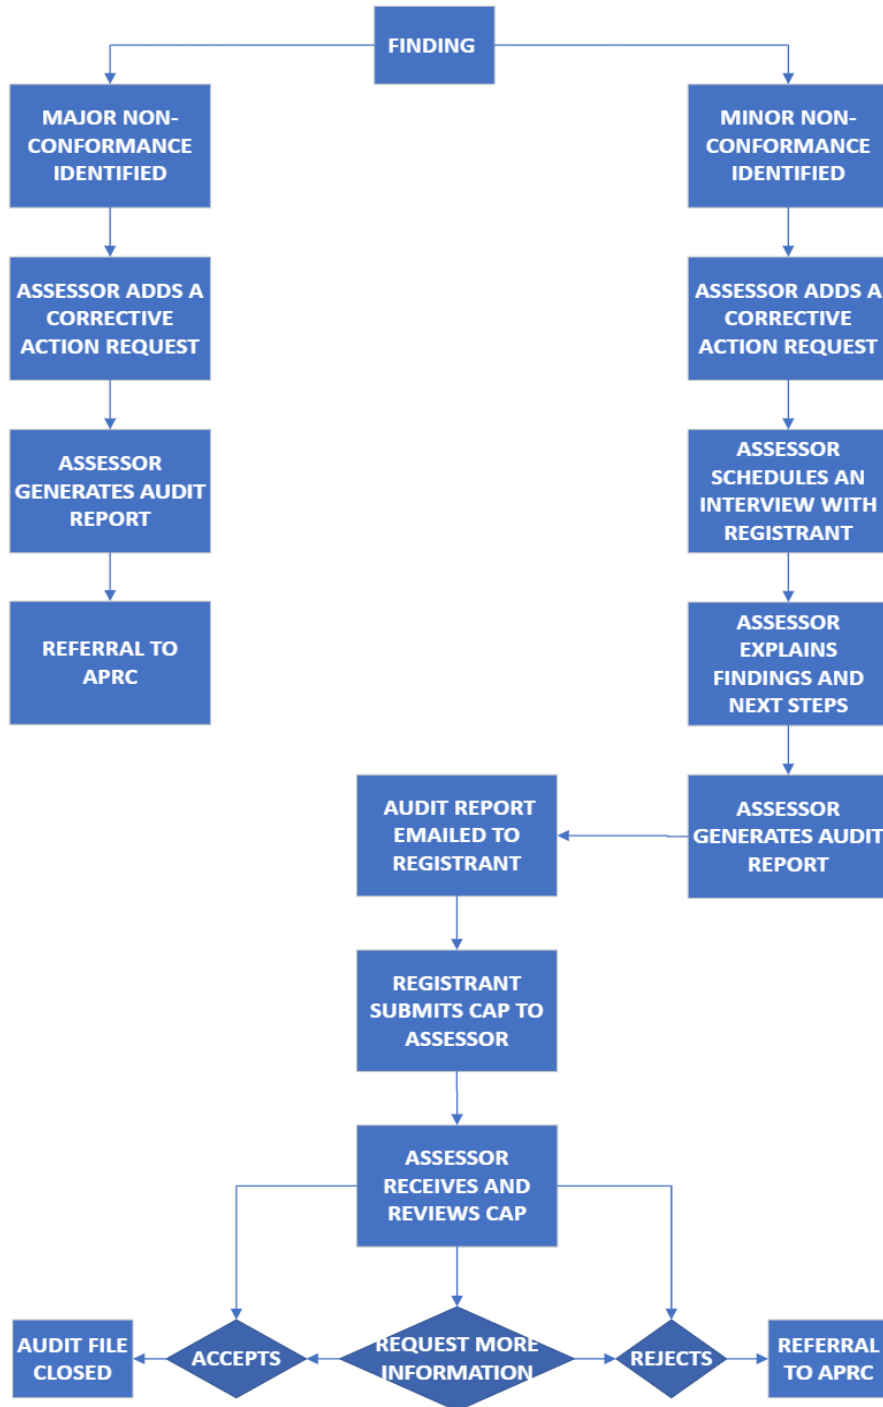 FINDING
MAJOR NON-
CONFORMANCE
IDENTIFIED
MINOR NON-
CONFORMANCE
IDENTIFIED
ASSESSOR ADDS A
CORRECTIVE
ACTION REQUEST
ASSESSOR ADDS A
CORRECTIVE
ACTION REQUEST
ASSESSOR
GENERATES AUDIT
REPORT
ASSESSOR
SCHEDULES AN
INTERVIEW WITH
REGISTRANT
REFERRAL TO
APRC
ASSESSOR
EXPLAINS
FINDINGS AND
NEXT STEPS
AUDIT REPORT
EMAILED TO
REGISTRANT
ASSESSOR
GENERATES AUDIT
REPORT
REGISTRANT
SUBMITS CAP TO
ASSESSOR
ASSESSOR
RECEIVES AND
REVIEWS CAP
AUDIT FILE
CLOSED
ACCEPTS
REQUEST MORE
INFORMATION
REJECTS
REFERRAL
TO APRC